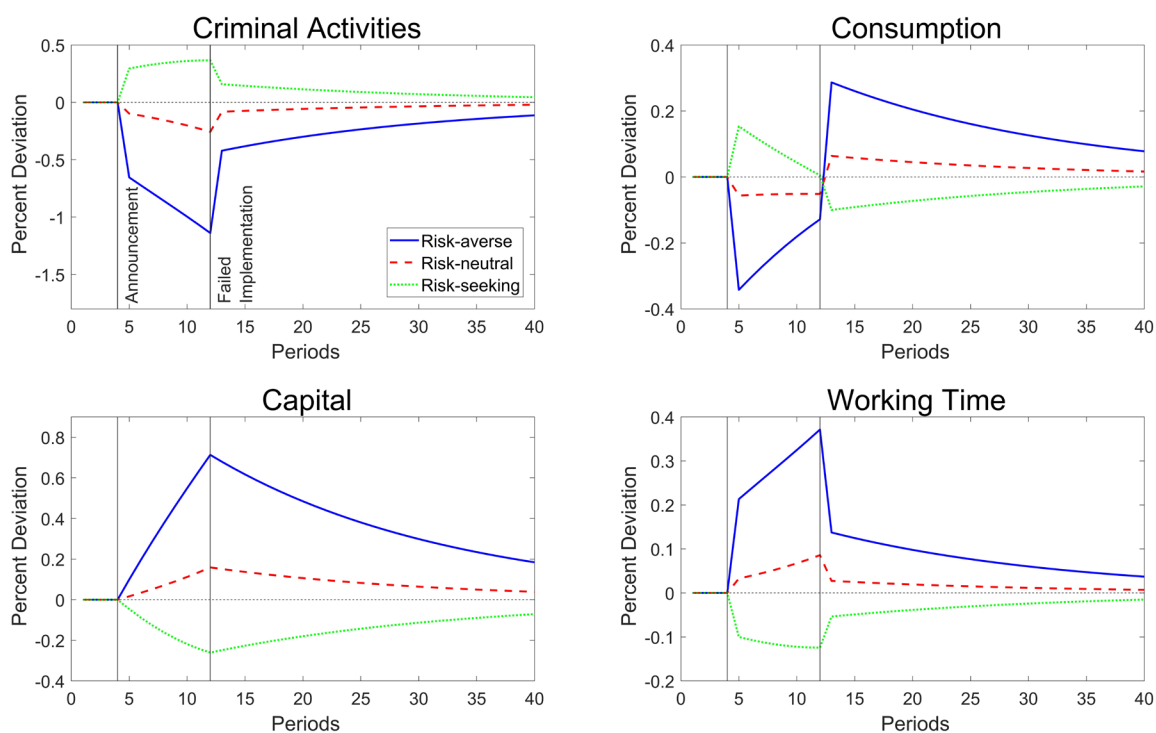 Criminal Activities
Percent Deviation
0.5
0
-0.5
-1
-1.5
Announcement
Failed
Implementation
Risk-averse
Risk-neutral
Risk-seeking
0 5 10 15 20 25 30 35 40
Periods
Consumption
Percent Deviation
0.4
0.2
0
-0.2
-0.4
0 5 10 15 20 25 30 35 40
Periods
Capital
Percent Deviation
0.8
0.6
0.4
0.2
0
-0.2
-0.4
0 5 10 15 20 25 30 35 40
Periods
Working Time
Percent Deviation
0.4
0.3
0.2
0.1
0
-0.1
-0.2
0 5 10 15 20 25 30 35 40
Periods